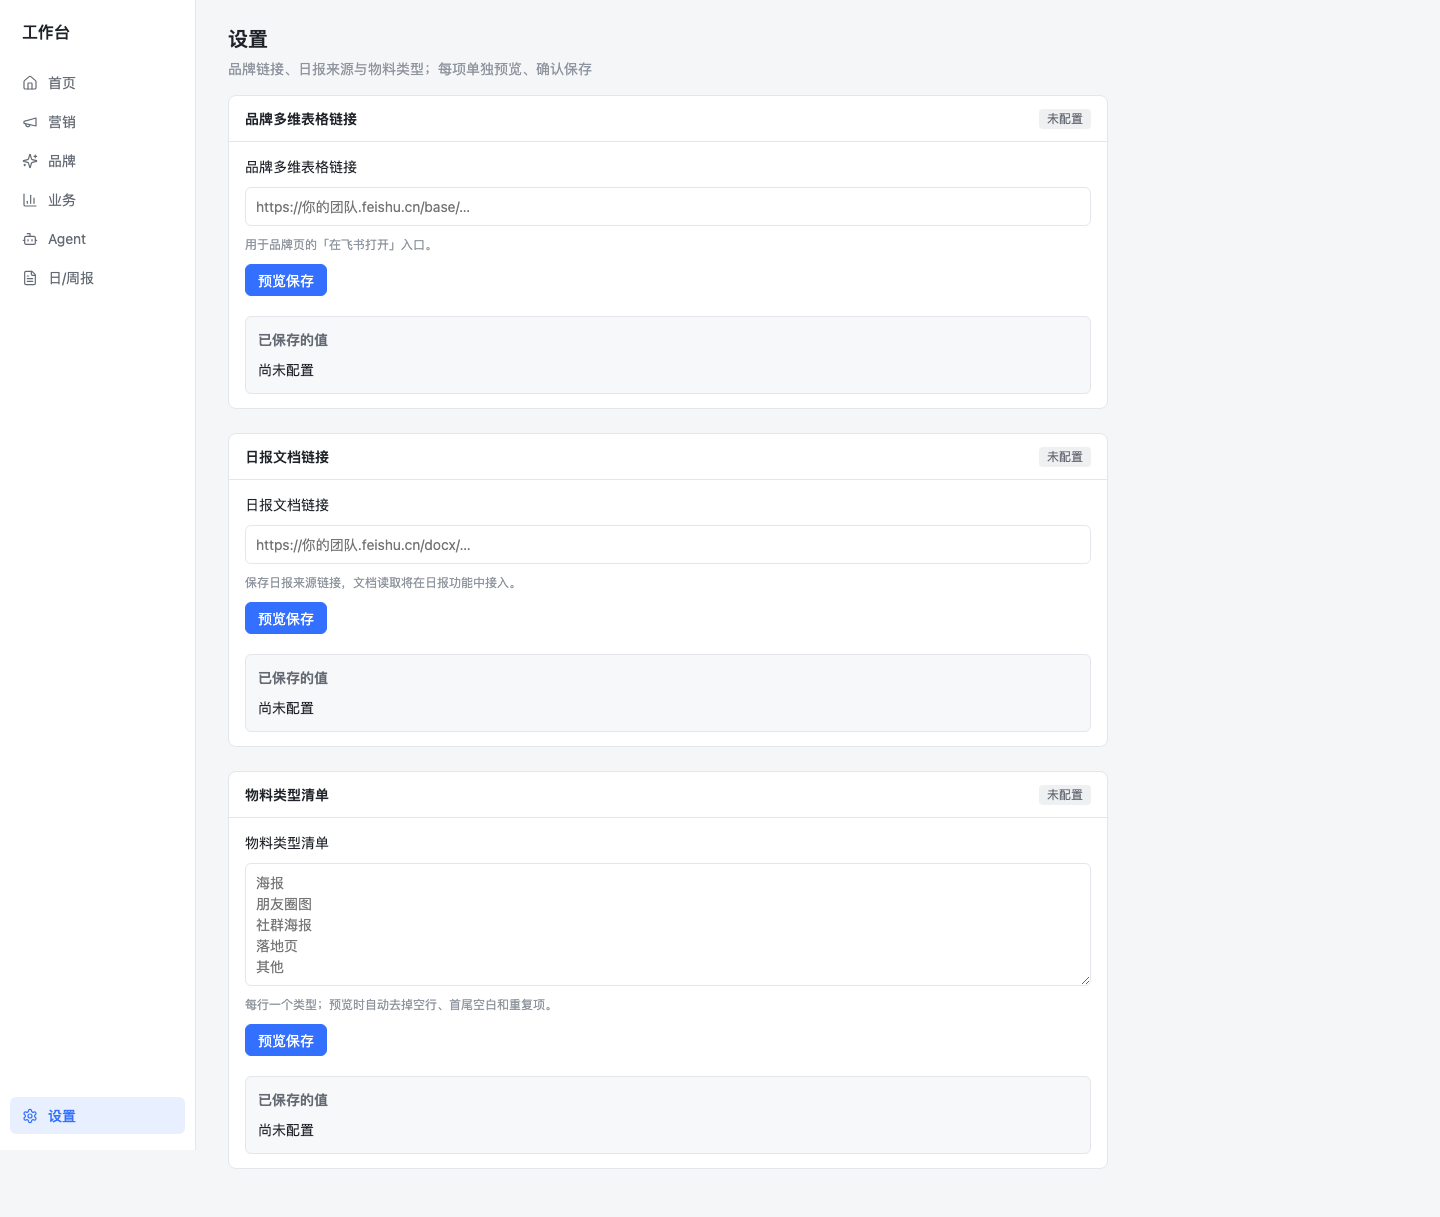 工作台
首页
营销
品牌
业务
Agent
日/周报
设置
设置
品牌链接、日报来源与物料类型；每项单独预览、确认保存
品牌多维表格链接
未配置
品牌多维表格链接
https://你的团队.feishu.cn/base/...
用于品牌页的「在飞书打开」入口。
预览保存
已保存的值
尚未配置
日报文档链接
未配置
日报文档链接
https://你的团队.feishu.cn/docx/...
保存日报来源链接，文档读取将在日报功能中接入。
预览保存
已保存的值
尚未配置
物料类型清单
未配置
物料类型清单
海报
朋友圈图
社群海报
落地页
其他
每行一个类型；预览时自动去掉空行、首尾空白和重复项。
预览保存
已保存的值
尚未配置